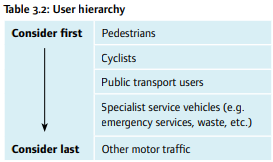 Table 3.2: User hierarchy
Consider first
Pedestrians
Cyclists
Public transport users
Specialist service vehicles (e.g.
emergency services, waste, etc.)
Consider last
Other motor traffic